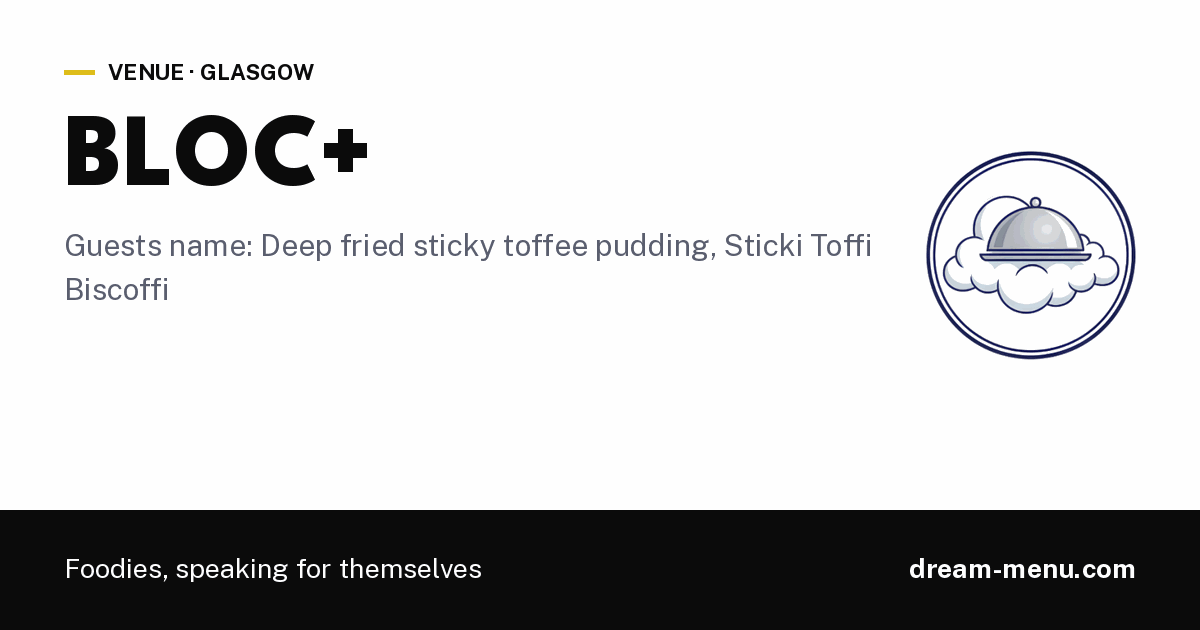 VENUE · GLASGOW
BLOC+
Guests name: Deep fried sticky toffee pudding, Sticki Toffi
Biscoffi
Foodies, speaking for themselves
dream-menu.com